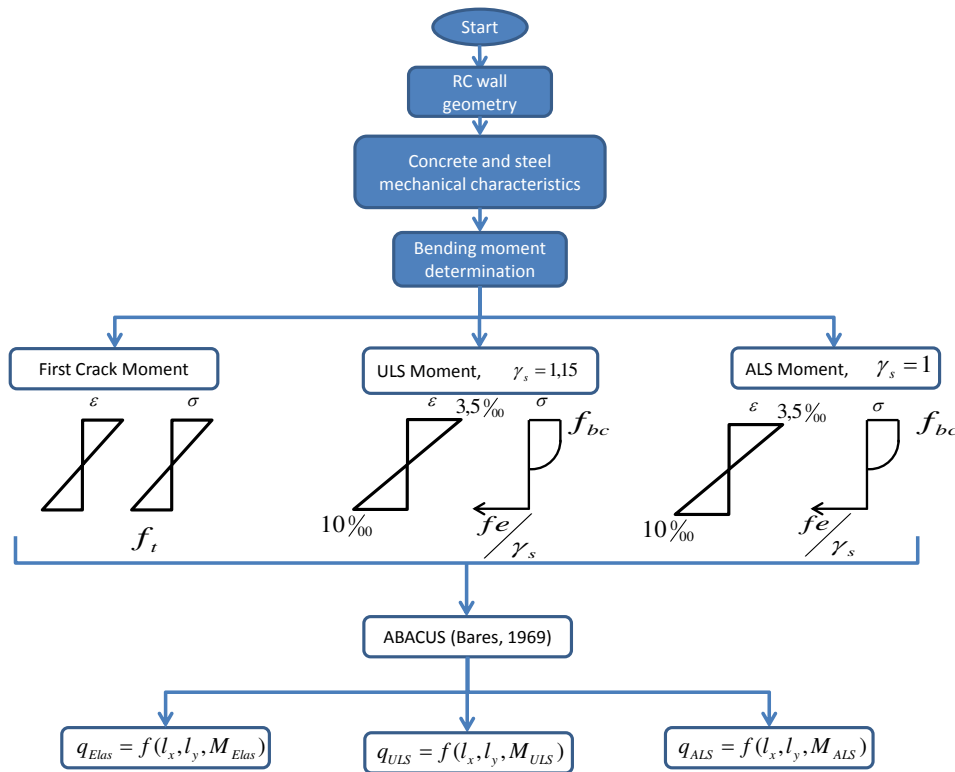 Start
RC wall
geometry
Concrete and steel
mechanical characteristics
Bending moment
determination
First Crack Moment
ULS Moment, γs = 1,15
ALS Moment, γs = 1
ε σ
ε 3,5‰ σ
fbc
ε 3,5‰ σ
fbc
ft
10‰
fe/γs
10‰
fe/γs
ABACUS (Bares, 1969)
qElas = f(lx, ly, MElas)
qULS = f(lx, ly, MULS)
qALS = f(lx, ly, MALS)